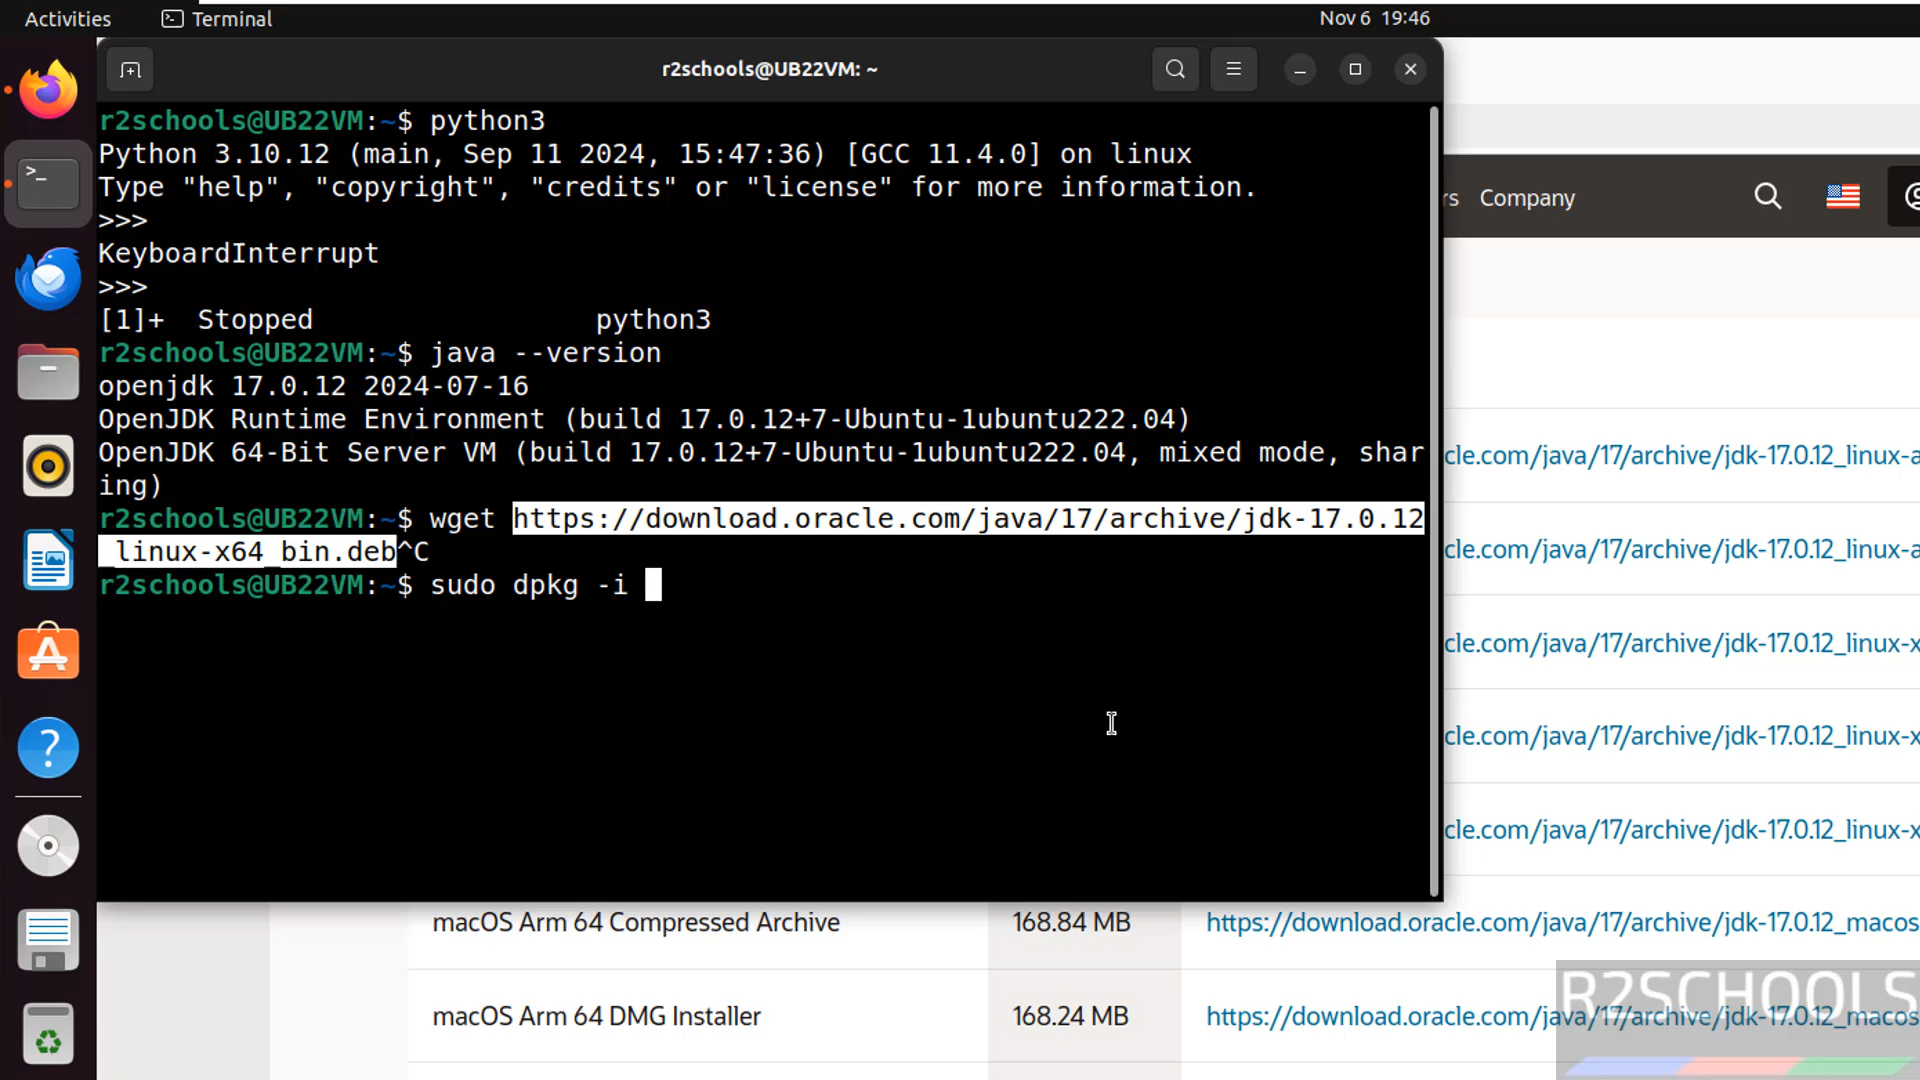 Activities
Terminal
Nov 6 19:46
r2schools@UB22VM: ~
r2schools@UB22VM:~$ python3
Python 3.10.12 (main, Sep 11 2024, 15:47:36) [GCC 11.4.0] on linux
Type "help", "copyright", "credits" or "license" for more information.
>>>
KeyboardInterrupt
>>>
[1]+  Stopped                 python3
r2schools@UB22VM:~$ java --version
openjdk 17.0.12 2024-07-16
OpenJDK Runtime Environment (build 17.0.12+7-Ubuntu-1ubuntu222.04)
OpenJDK 64-Bit Server VM (build 17.0.12+7-Ubuntu-1ubuntu222.04, mixed mode, shar
ing)
r2schools@UB22VM:~$ wget https://download.oracle.com/java/17/archive/jdk-17.0.12
_linux-x64_bin.deb^C
r2schools@UB22VM:~$ sudo dpkg -i
rs Company
cle.com/java/17/archive/jdk-17.0.12_linux-a
cle.com/java/17/archive/jdk-17.0.12_linux-a
cle.com/java/17/archive/jdk-17.0.12_linux-x
cle.com/java/17/archive/jdk-17.0.12_linux-x
cle.com/java/17/archive/jdk-17.0.12_linux-x
macOS Arm 64 Compressed Archive 168.84 MB https://download.oracle.com/java/17/archive/jdk-17.0.12_macos
macOS Arm 64 DMG Installer 168.24 MB https://download.oracle.com/java/17/archive/jdk-17.0.12_macos
R2SCHOOLS